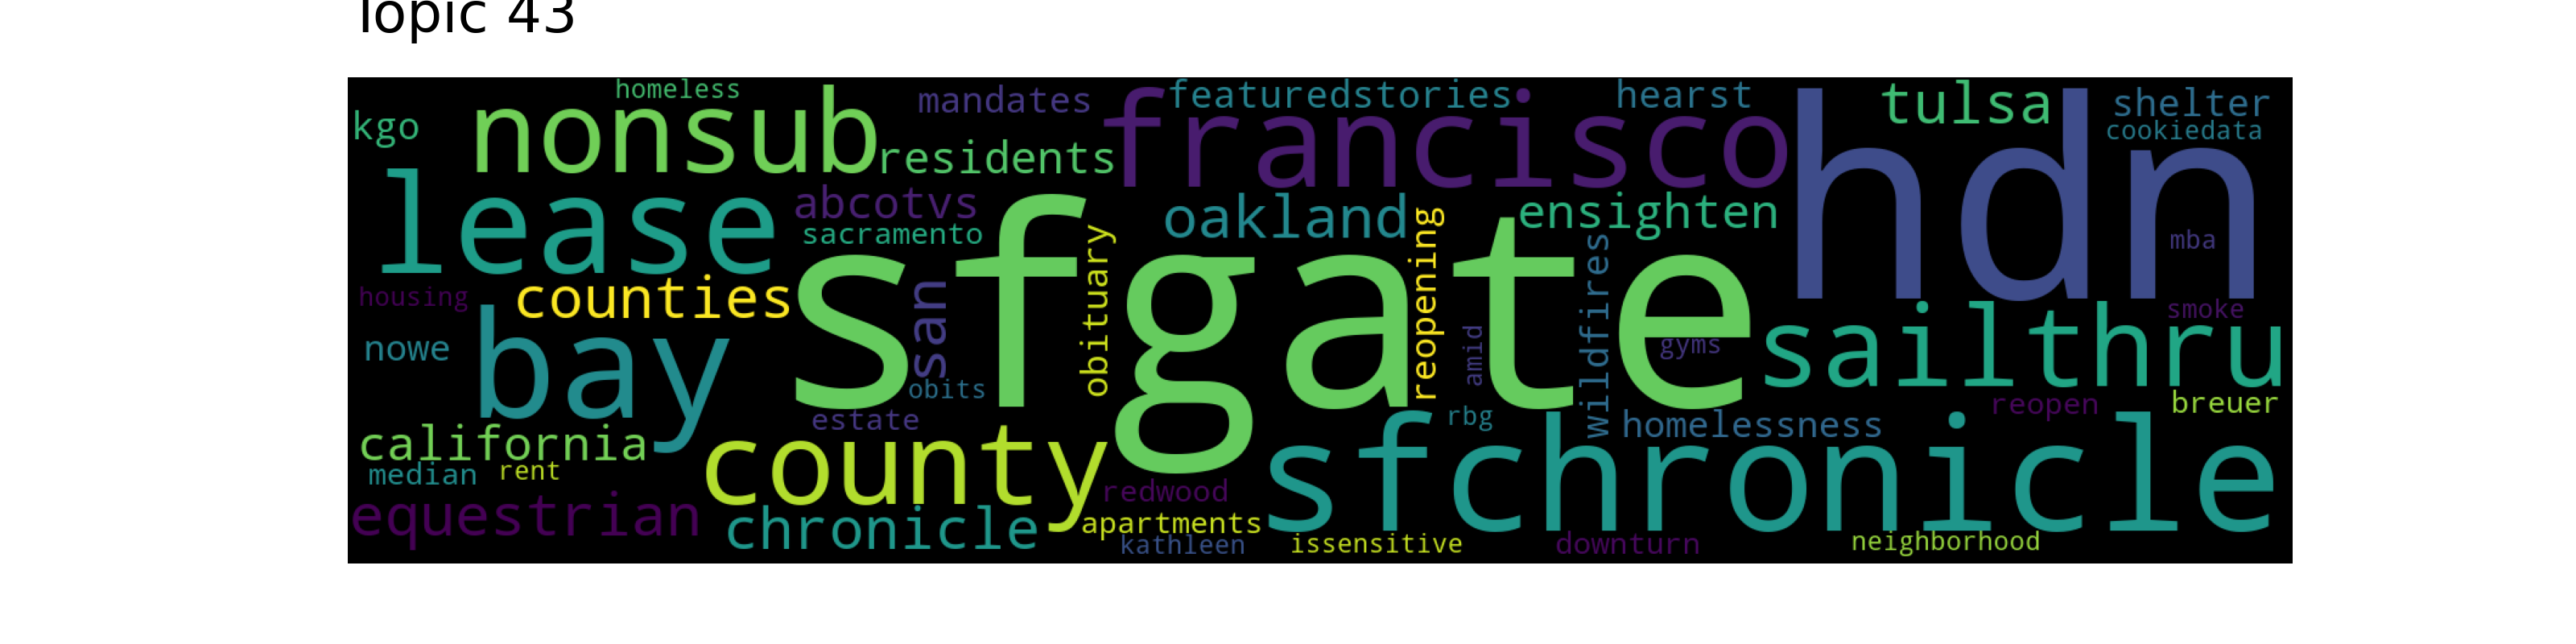 Topic 43
homeless
kgo
nonsub
mandates
featuredstories
francisco
hearst
tulsa
shelter
cookiedata
hdn
residents
lease
abcotvs
sacramento
oakland
ensighten
mba
sfgate
obituary
reopening
wildfires
san
amid
gyms
housing
counties
smoke
sailthru
nowe
bay
obits
estate
rbg
reopen
breuer
california
county
homelessness
median
rent
redwood
sfchronicle
equestrian
chronicle
apartments
kathleen
issensitive
downturn
neighborhood